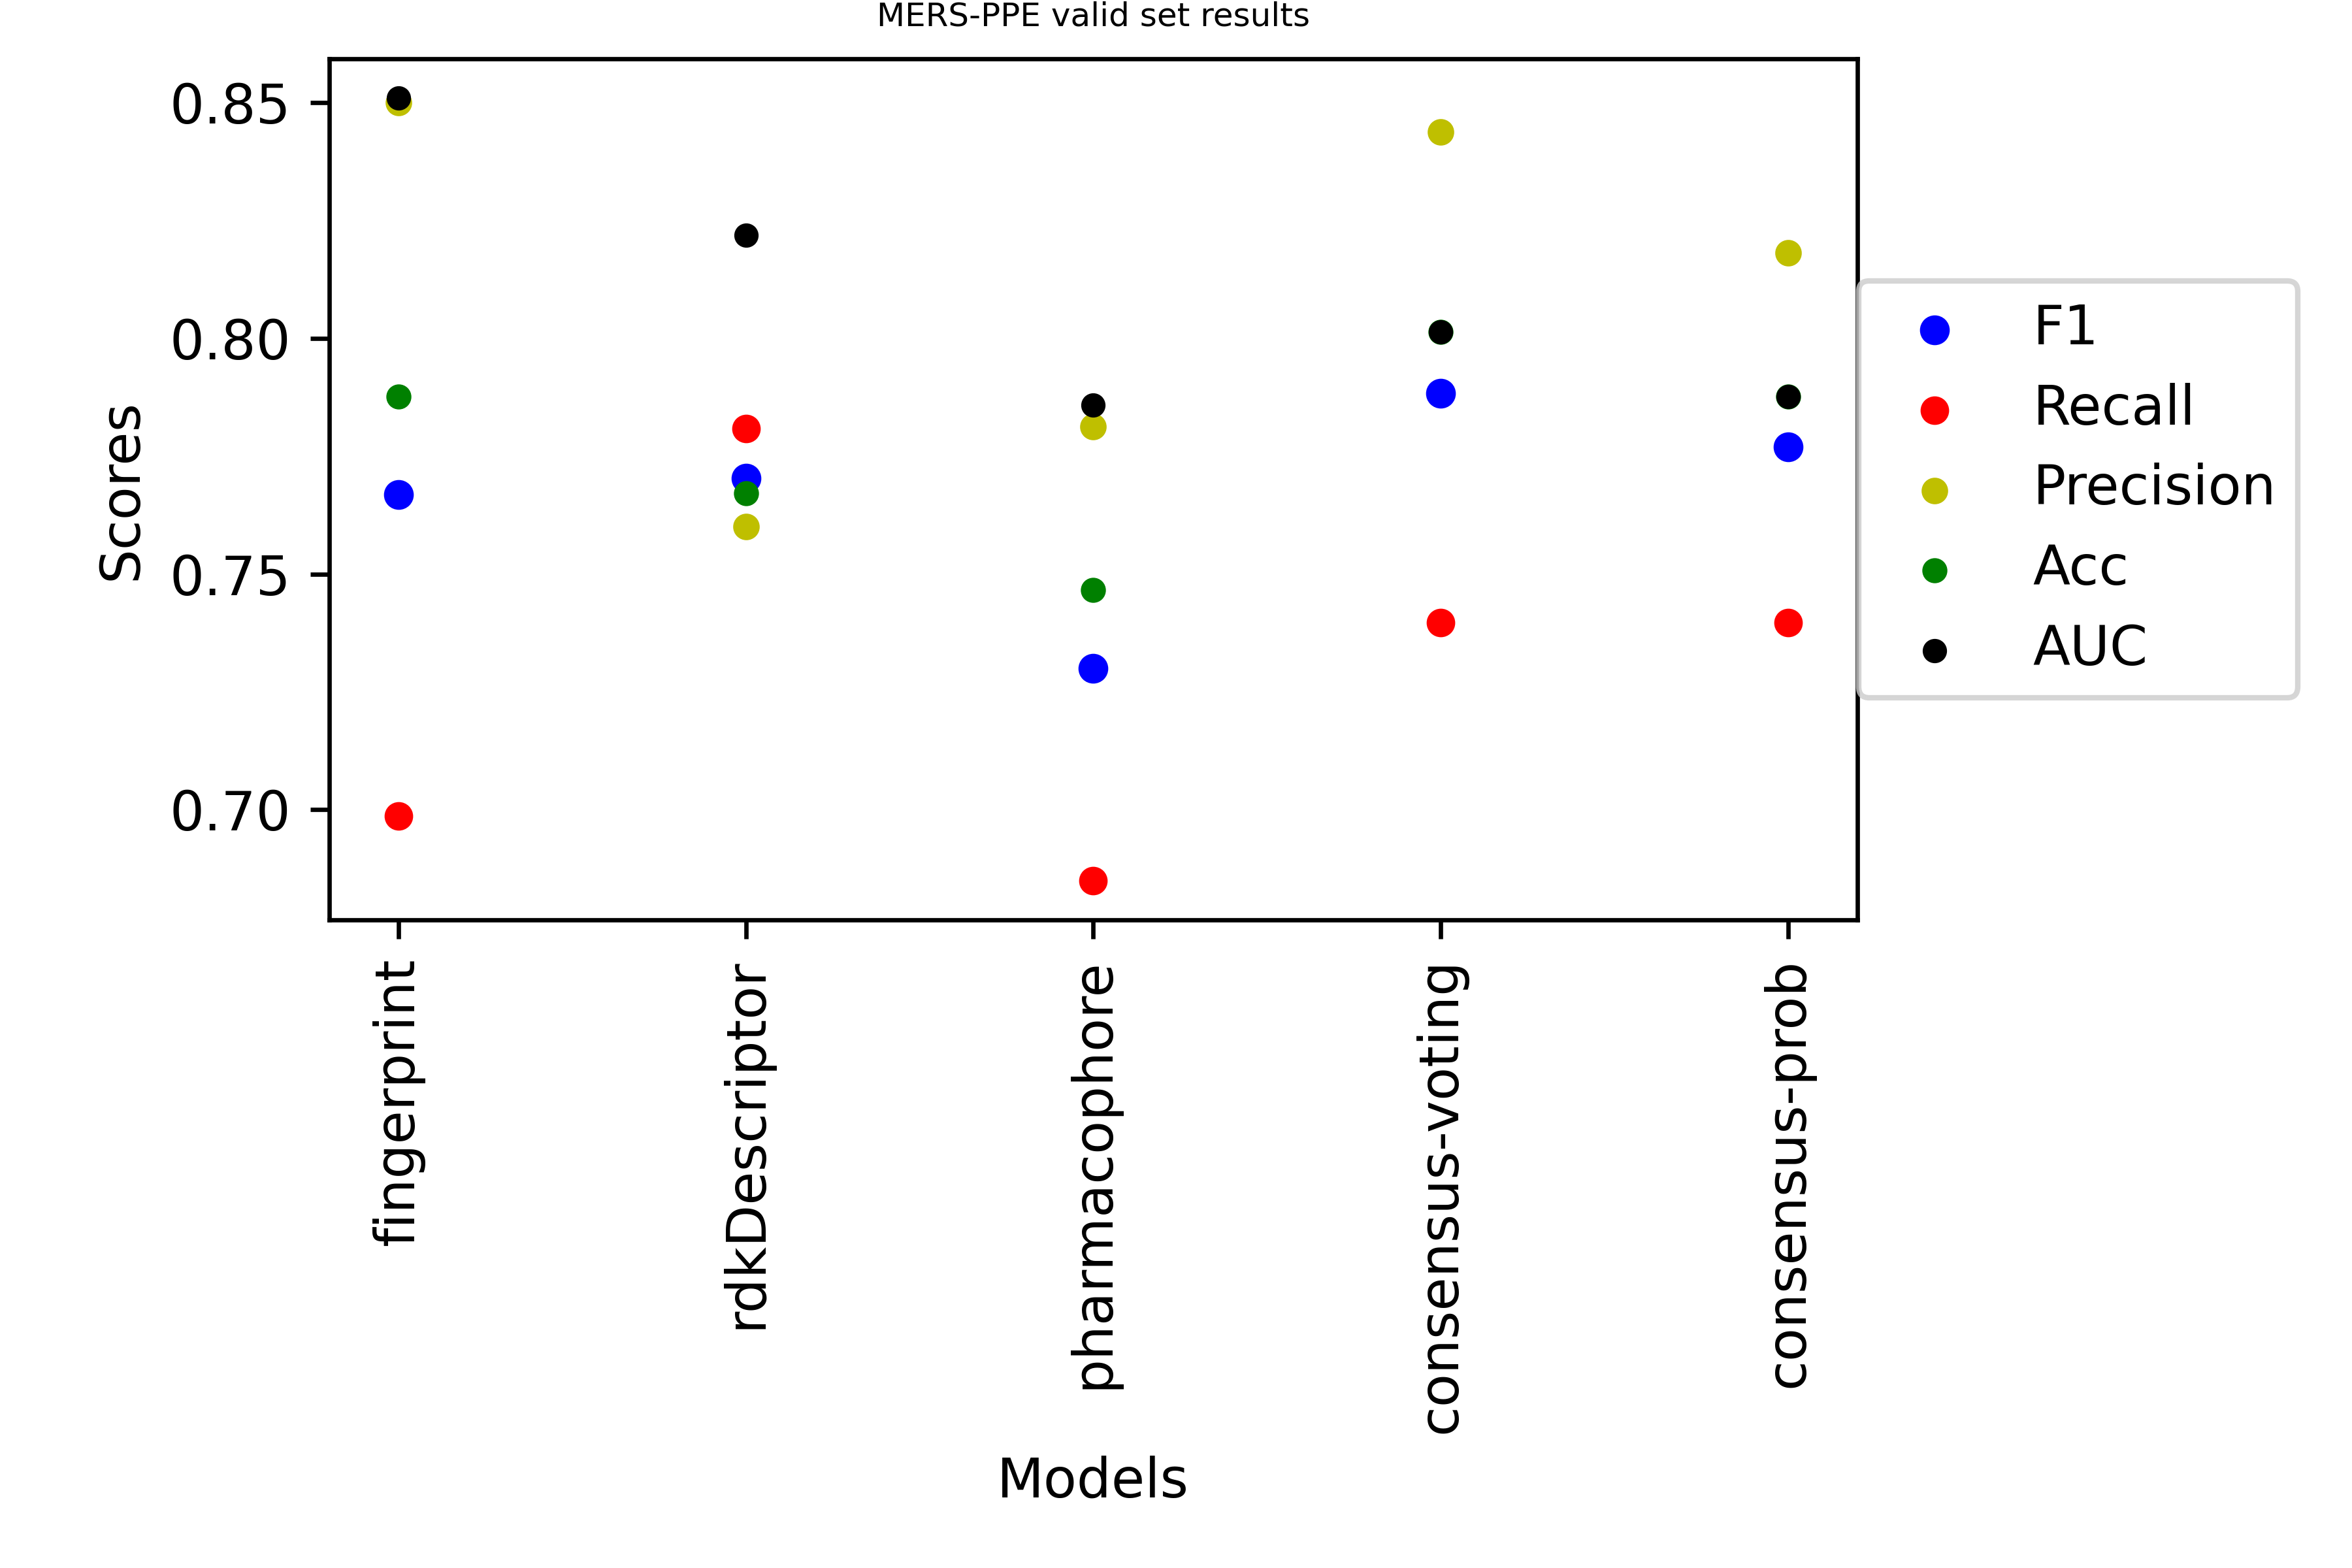 MERS-PPE valid set results
Scores
0.85
0.80
0.75
0.70
F1
Recall
Precision
Acc
AUC
fingerprint
rdkDescriptor
pharmacophore
consensus-voting
consensus-prob
Models